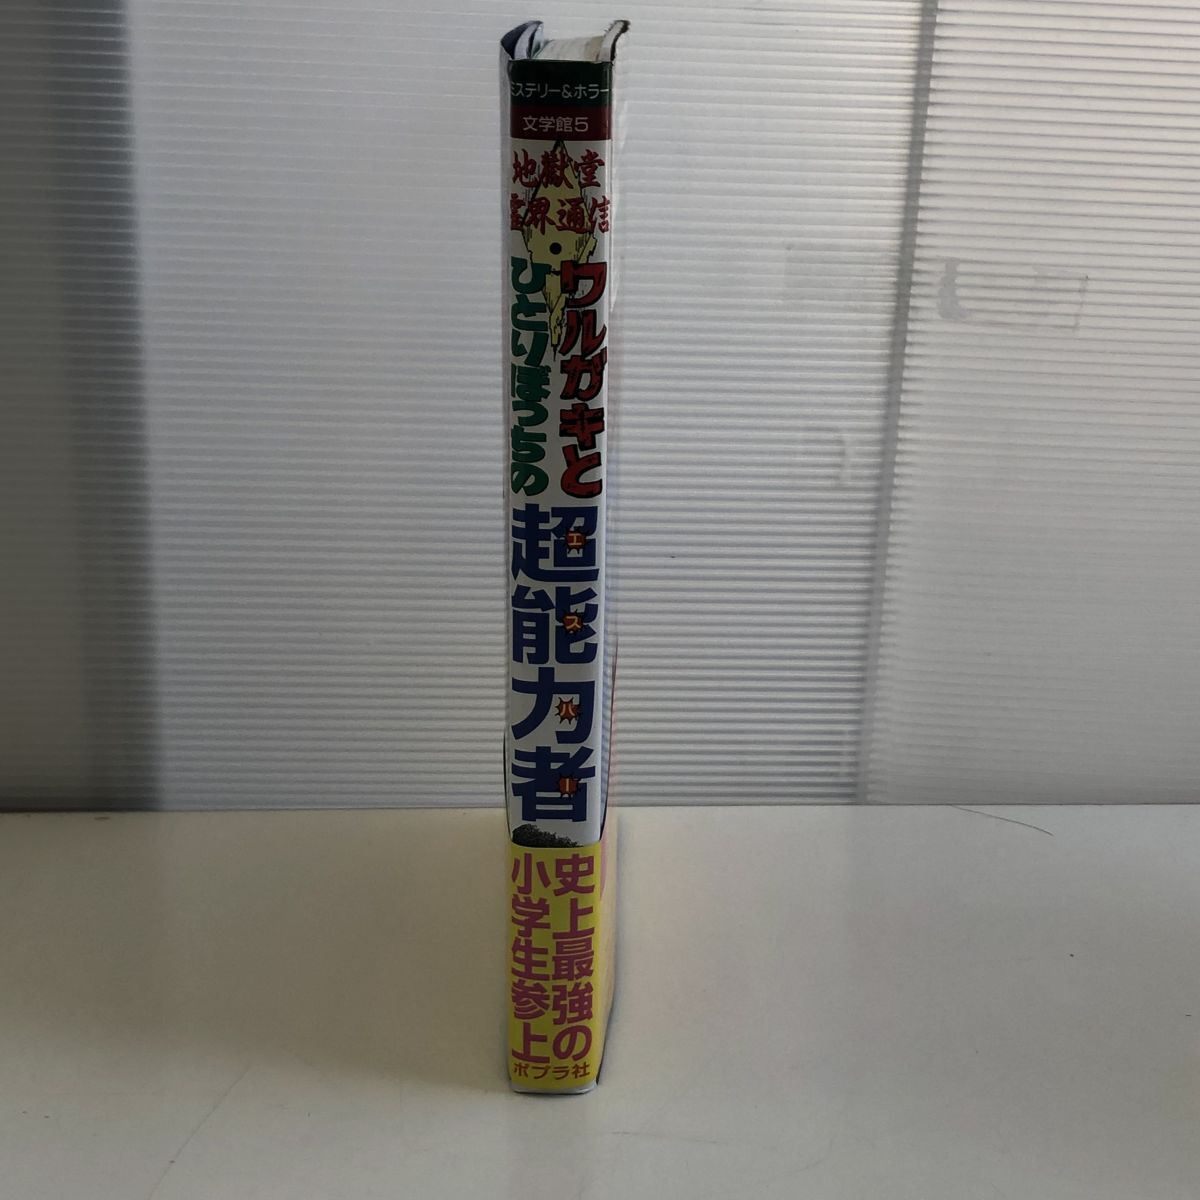 ミステリー&ホラー
文学館5
地獄堂
霊界通信
ワルガキと
ひとりぼっちの
超能力者
エスパー
史上最強の
小学生参上
ポプラ社